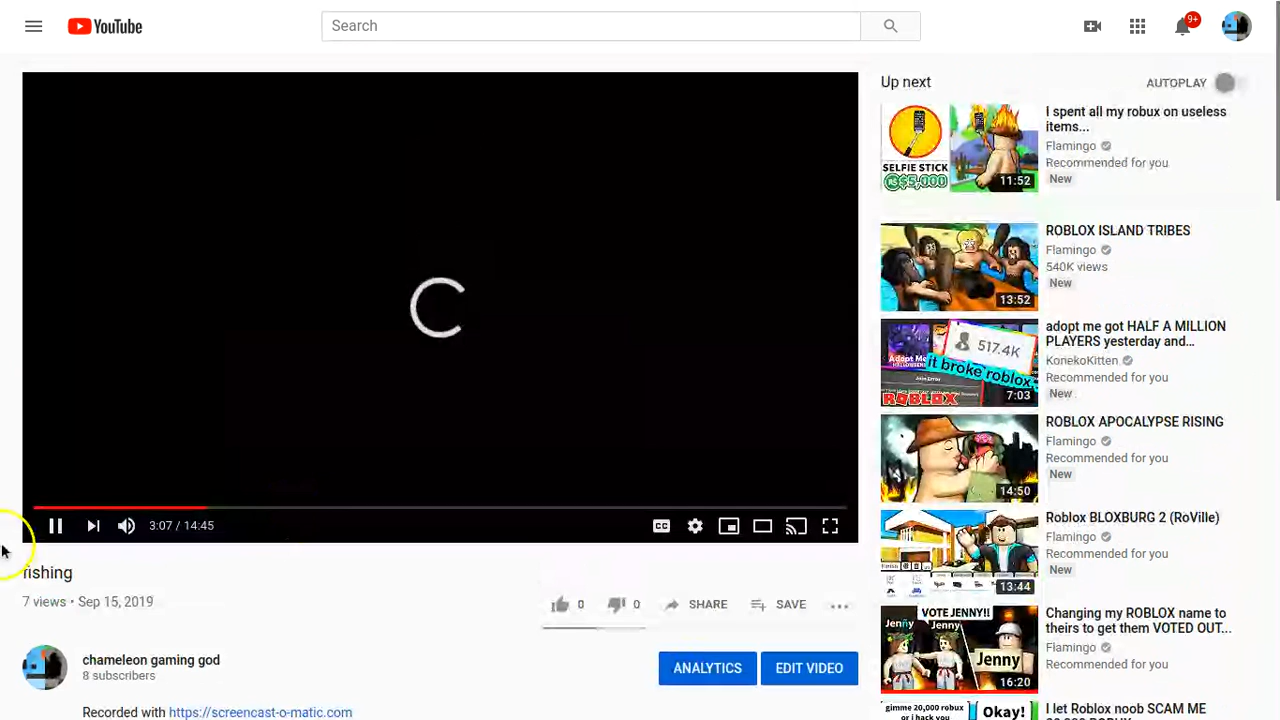 YouTube
Search
9+
Up next
AUTOPLAY
SELFIE STICK
R$5,000
11:52
I spent all my robux on useless
items...
Flamingo
Recommended for you
New
13:52
ROBLOX ISLAND TRIBES
Flamingo
540K views
New
517.4K
Adopt Me
it broke roblox
ROBLOX
7:03
adopt me got HALF A MILLION
PLAYERS yesterday and...
KonekoKitten
Recommended for you
New
14:50
ROBLOX APOCALYPSE RISING
Flamingo
Recommended for you
New
3:07 / 14:45
CC
13:44
Roblox BLOXBURG 2 (RoVille)
Flamingo
Recommended for you
New
fishing
7 views • Sep 15, 2019
0
0
SHARE
SAVE
VOTE JENNY!!
Jenny
Jenny
Jenny
16:20
Changing my ROBLOX name to
theirs to get them VOTED OUT...
Flamingo
Recommended for you
chameleon gaming god
8 subscribers
ANALYTICS
EDIT VIDEO
Recorded with https://screencast-o-matic.com
gimme 20,000 robux
or i hack you
Okay!
I let Roblox noob SCAM ME